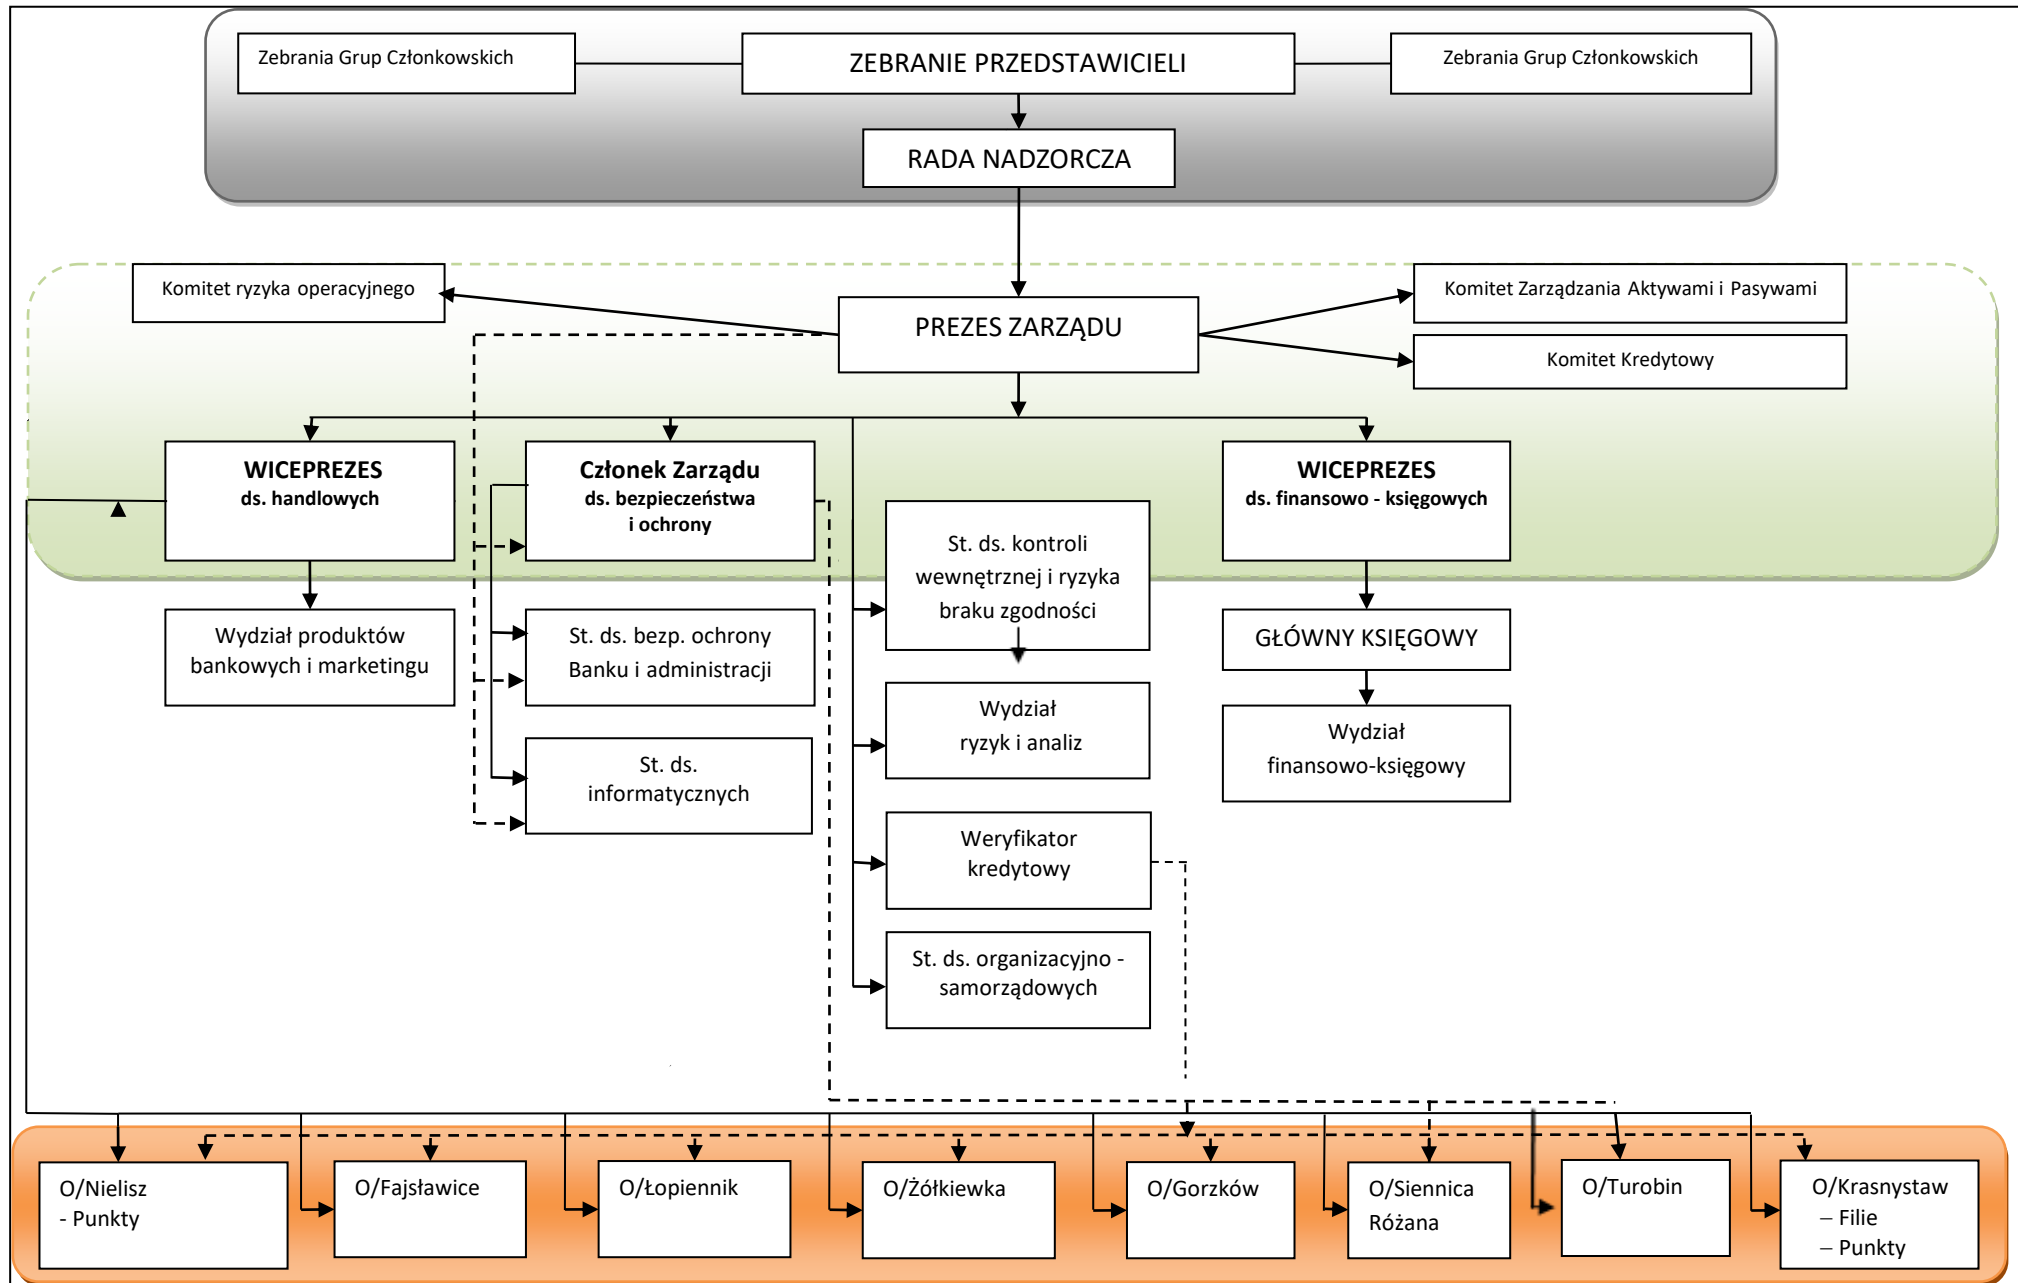 Zebrania Grup Członkowskich
ZEBRANIE PRZEDSTAWICIELI
Zebrania Grup Członkowskich
RADA NADZORCZA
Komitet ryzyka operacyjnego
PREZES ZARZĄDU
Komitet Zarządzania Aktywami i Pasywami
Komitet Kredytowy
WICEPREZES
ds. handlowych
Członek Zarządu
ds. bezpieczeństwa
i ochrony
WICEPREZES
ds. finansowo - księgowych
St. ds. kontroli
wewnętrznej i ryzyka
braku zgodności
Wydział produktów
bankowych i marketingu
St. ds. bezp. ochrony
Banku i administracji
GŁÓWNY KSIĘGOWY
Wydział
ryzyk i analiz
Wydział
finansowo-księgowy
St. ds.
informatycznych
Weryfikator
kredytowy
St. ds. organizacyjno -
samorządowych
O/Nielisz
- Punkty
O/Fajsławice
O/Łopiennik
O/Żółkiewka
O/Gorzków
O/Siennica
Różana
O/Turobin
O/Krasnystaw
– Filie
– Punkty